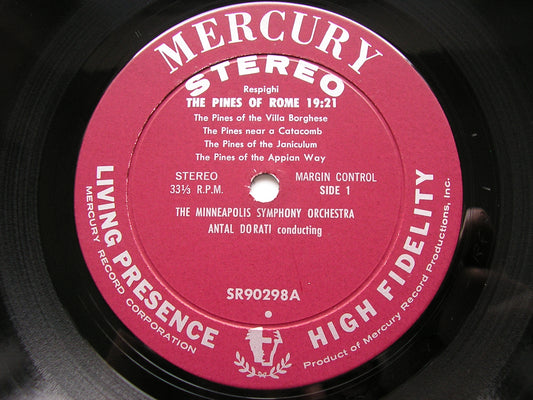 MERCURY
STEREO
Respighi
THE PINES OF ROME 19:21
The Pines of the Villa Borghese
The Pines near a Catacomb
The Pines of the Janiculum
The Pines of the Appian Way
STEREO
33⅓ R.P.M.
MARGIN CONTROL
SIDE 1
THE MINNEAPOLIS SYMPHONY ORCHESTRA
ANTAL DORATI conducting
SR90298A
LIVING PRESENCE
MERCURY RECORD CORPORATION
HIGH FIDELITY
Product of Mercury Record Productions, Inc.